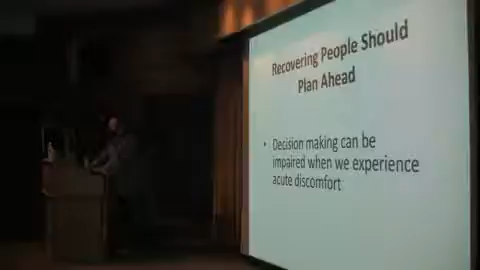 Recovering People Should
Plan Ahead
• Decision making can be
impaired when we experience
acute discomfort